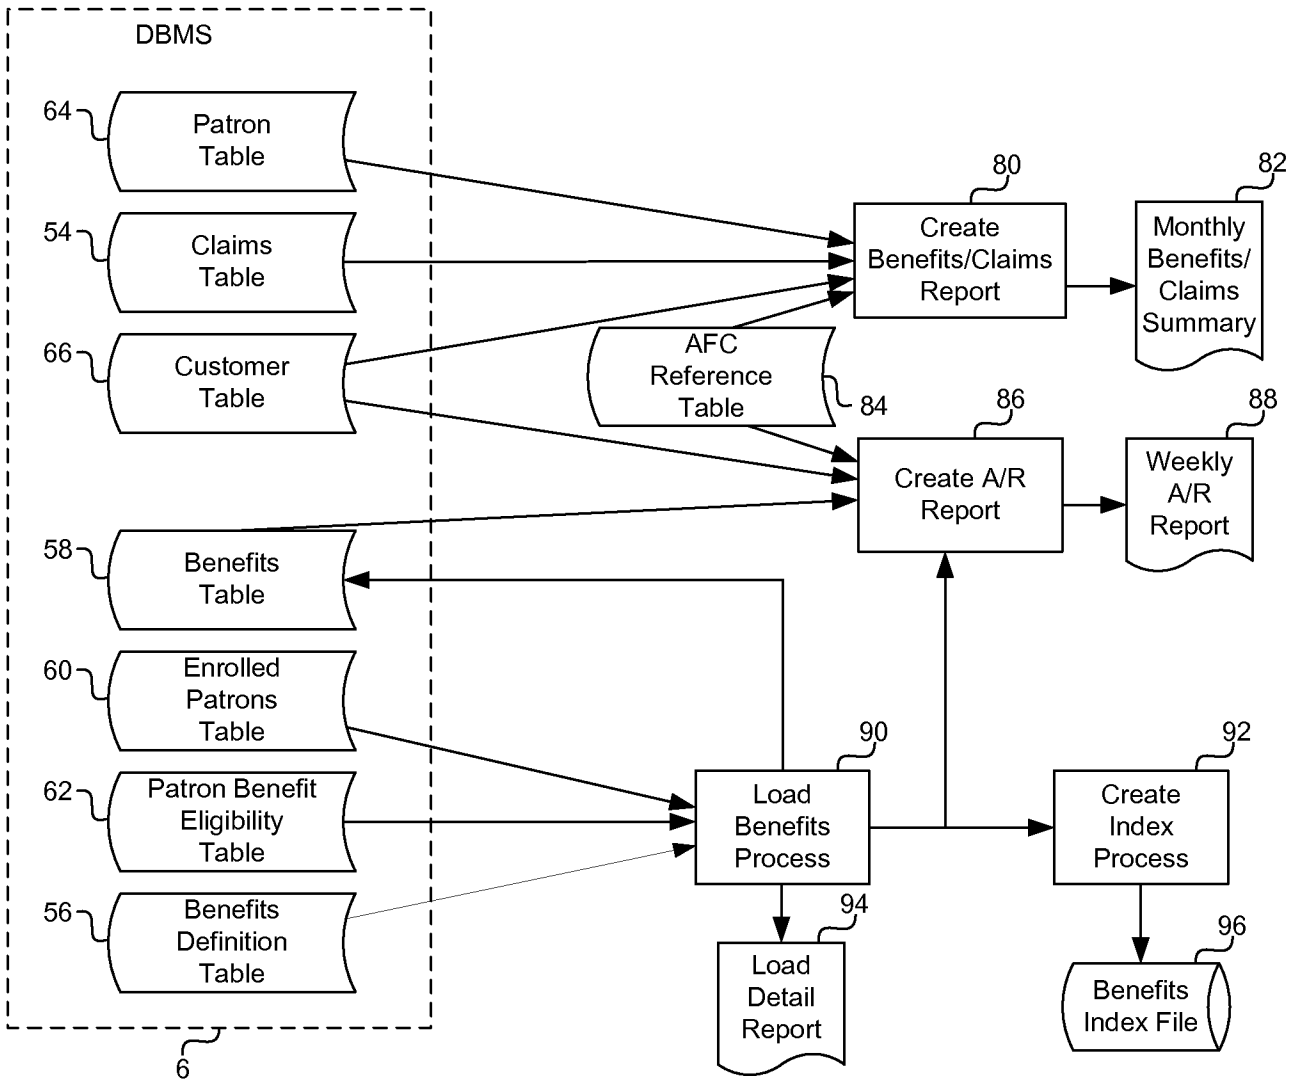 DBMS
64
Patron
Table
54
Claims
Table
66
Customer
Table
58
Benefits
Table
60
Enrolled
Patrons
Table
62
Patron Benefit
Eligibility
Table
56
Benefits
Definition
Table
6
AFC
Reference
Table
84
80
Create
Benefits/Claims
Report
82
Monthly
Benefits/
Claims
Summary
86
Create A/R
Report
88
Weekly
A/R
Report
90
Load
Benefits
Process
92
Create
Index
Process
94
Load
Detail
Report
96
Benefits
Index File